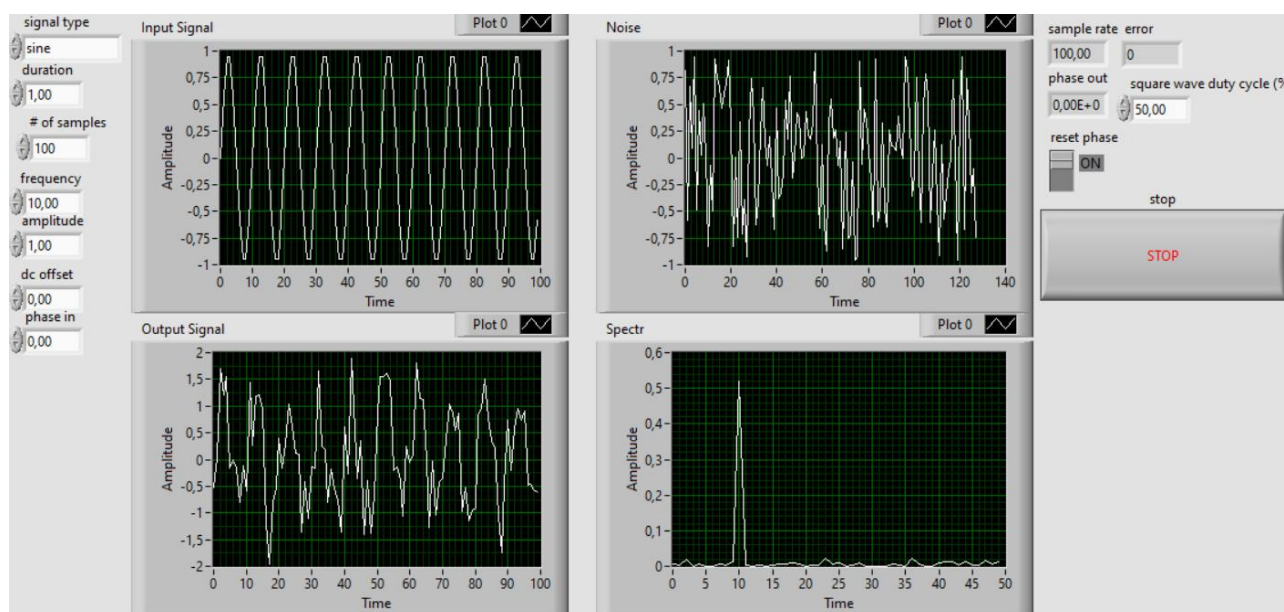 signal type
sine
duration
1,00
# of samples
100
frequency
10,00
amplitude
1,00
dc offset
0,00
phase in
0,00
Input Signal
Plot 0
Amplitude
1
0,75
0,5
0,25
0
-0,25
-0,5
-0,75
-1
0 10 20 30 40 50 60 70 80 90 100
Time
Noise
Plot 0
Amplitude
1
0,75
0,5
0,25
0
-0,25
-0,5
-0,75
-1
0 20 40 60 80 100 120 140
Time
sample rate error
100,00 0
phase out
0,00E+0
square wave duty cycle (%
50,00
reset phase
ON
stop
STOP
Output Signal
Plot 0
Amplitude
2
1,5
1
0,5
0
-0,5
-1
-1,5
-2
0 10 20 30 40 50 60 70 80 90 100
Time
Spectr
Plot 0
Amplitude
0,6
0,5
0,4
0,3
0,2
0,1
0
0 5 10 15 20 25 30 35 40 45 50
Time